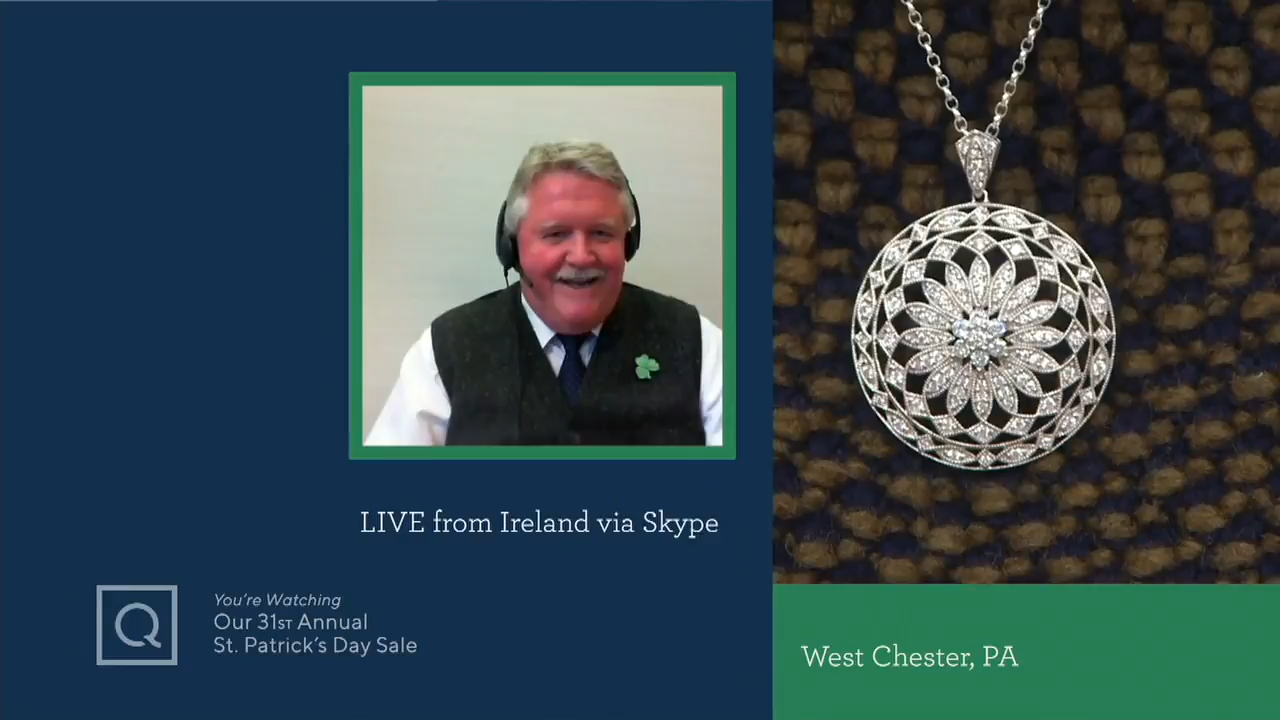 LIVE from Ireland via Skype
Q
You're Watching
Our 31ST Annual
St. Patrick's Day Sale
West Chester, PA